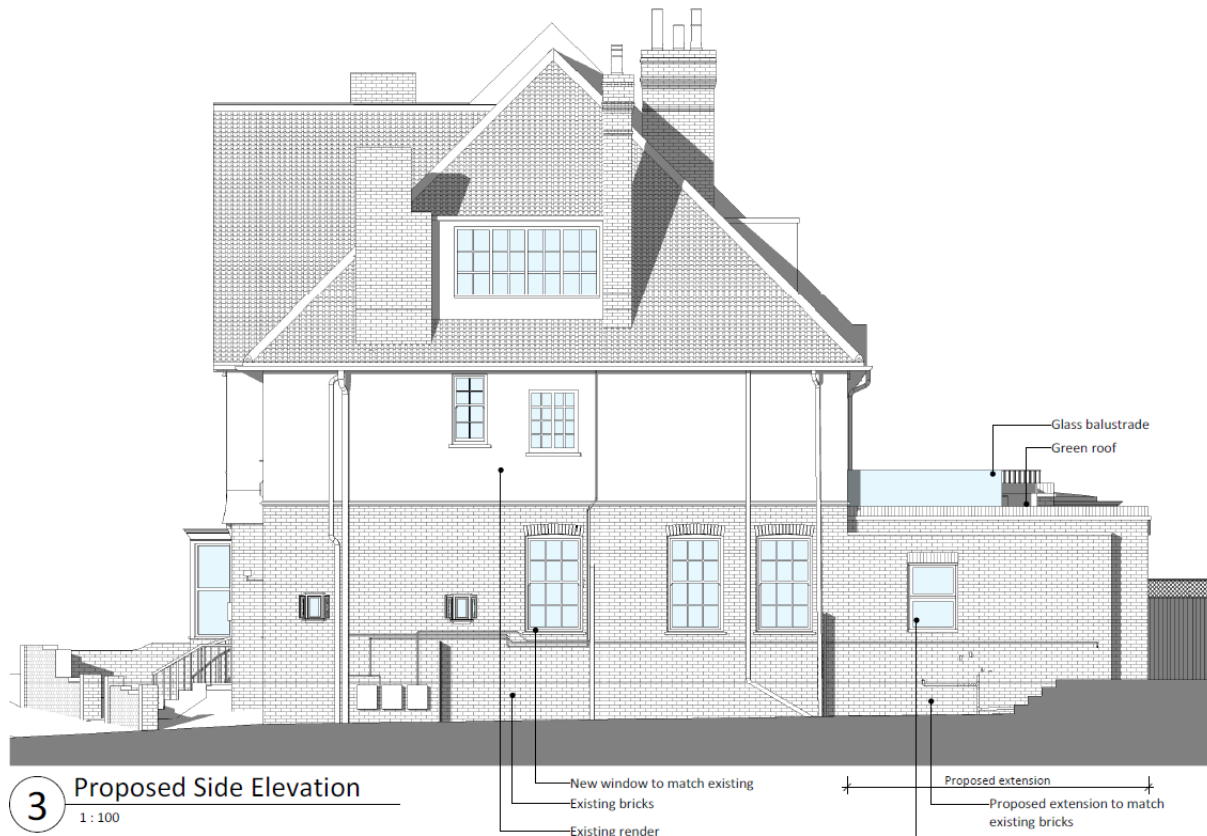 Glass balustrade
Green roof
3
Proposed Side Elevation
1 : 100
New window to match existing
Existing bricks
Existing render
Proposed extension
Proposed extension to match
existing bricks